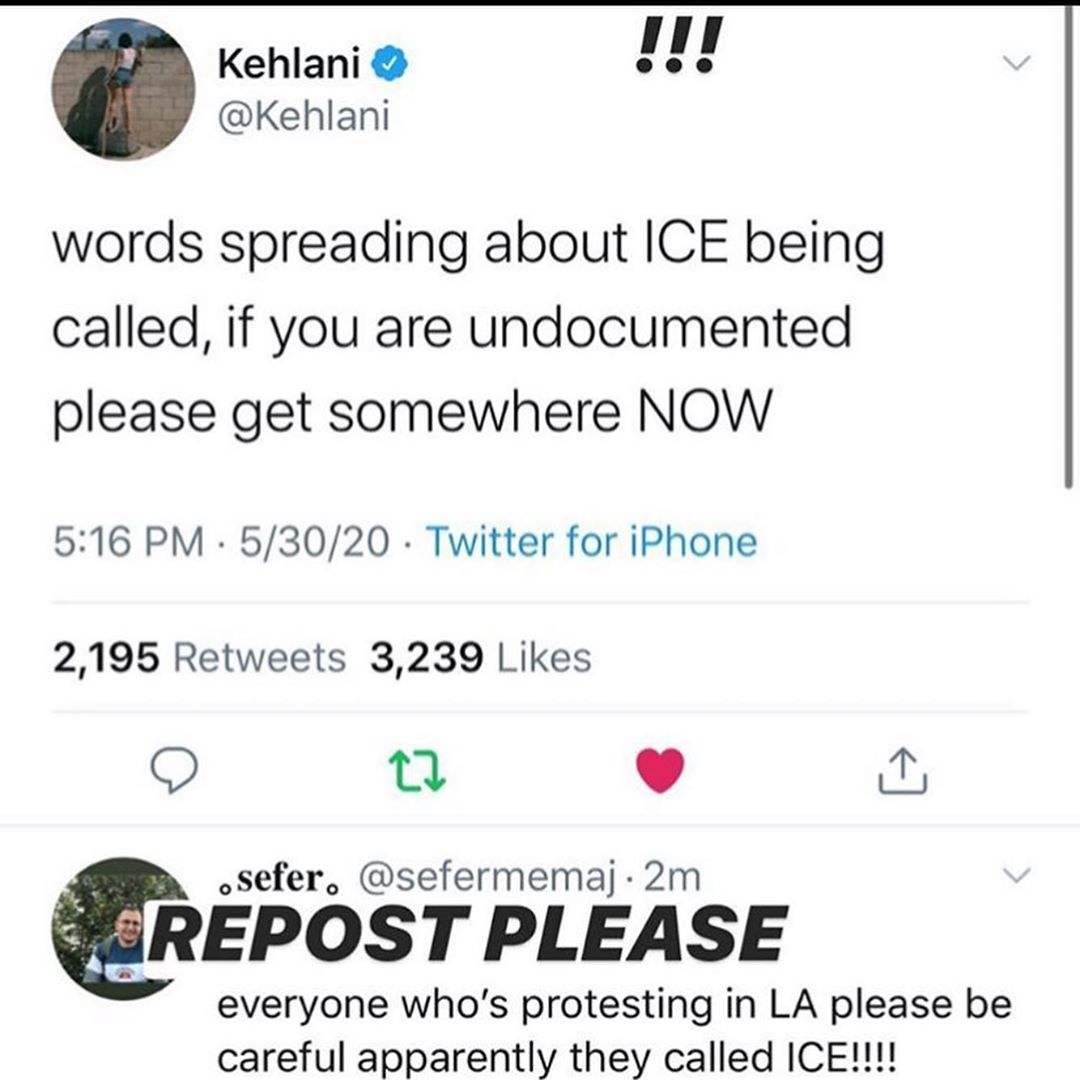 Kehlani
!!!
@Kehlani
words spreading about ICE being
called, if you are undocumented
please get somewhere NOW
5:16 PM · 5/30/20 · Twitter for iPhone
2,195 Retweets 3,239 Likes
。sefer。 @sefermemaj · 2m
REPOST PLEASE
everyone who's protesting in LA please be
careful apparently they called ICE!!!!